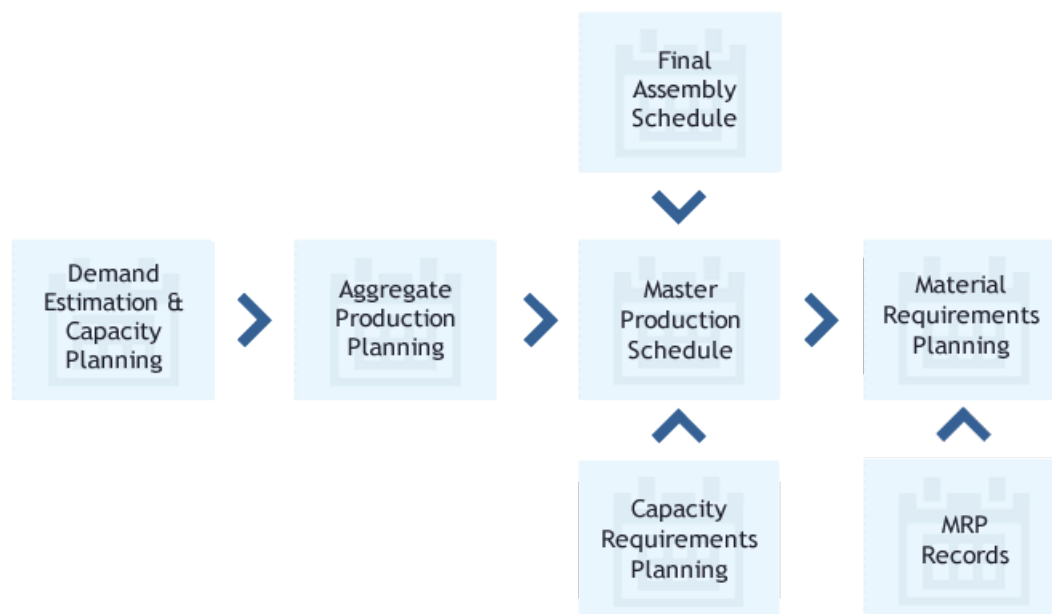 Final
Assembly
Schedule
Demand
Estimation &
Capacity
Planning
Aggregate
Production
Planning
Master
Production
Schedule
Material
Requirements
Planning
Capacity
Requirements
Planning
MRP
Records